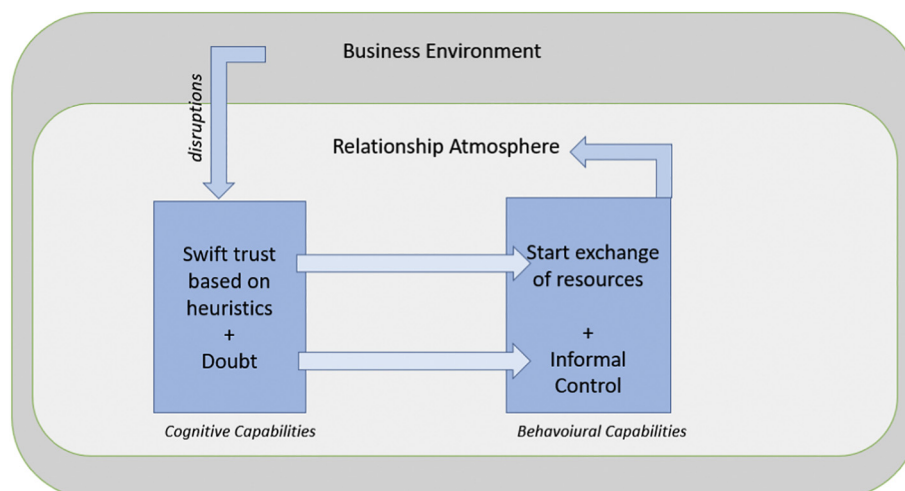 Business Environment
disruptions
Relationship Atmosphere
Swift trust
based on
heuristics
+
Doubt
Start exchange
of resources
+
Informal
Control
Cognitive Capabilities
Behavoiural Capabilities